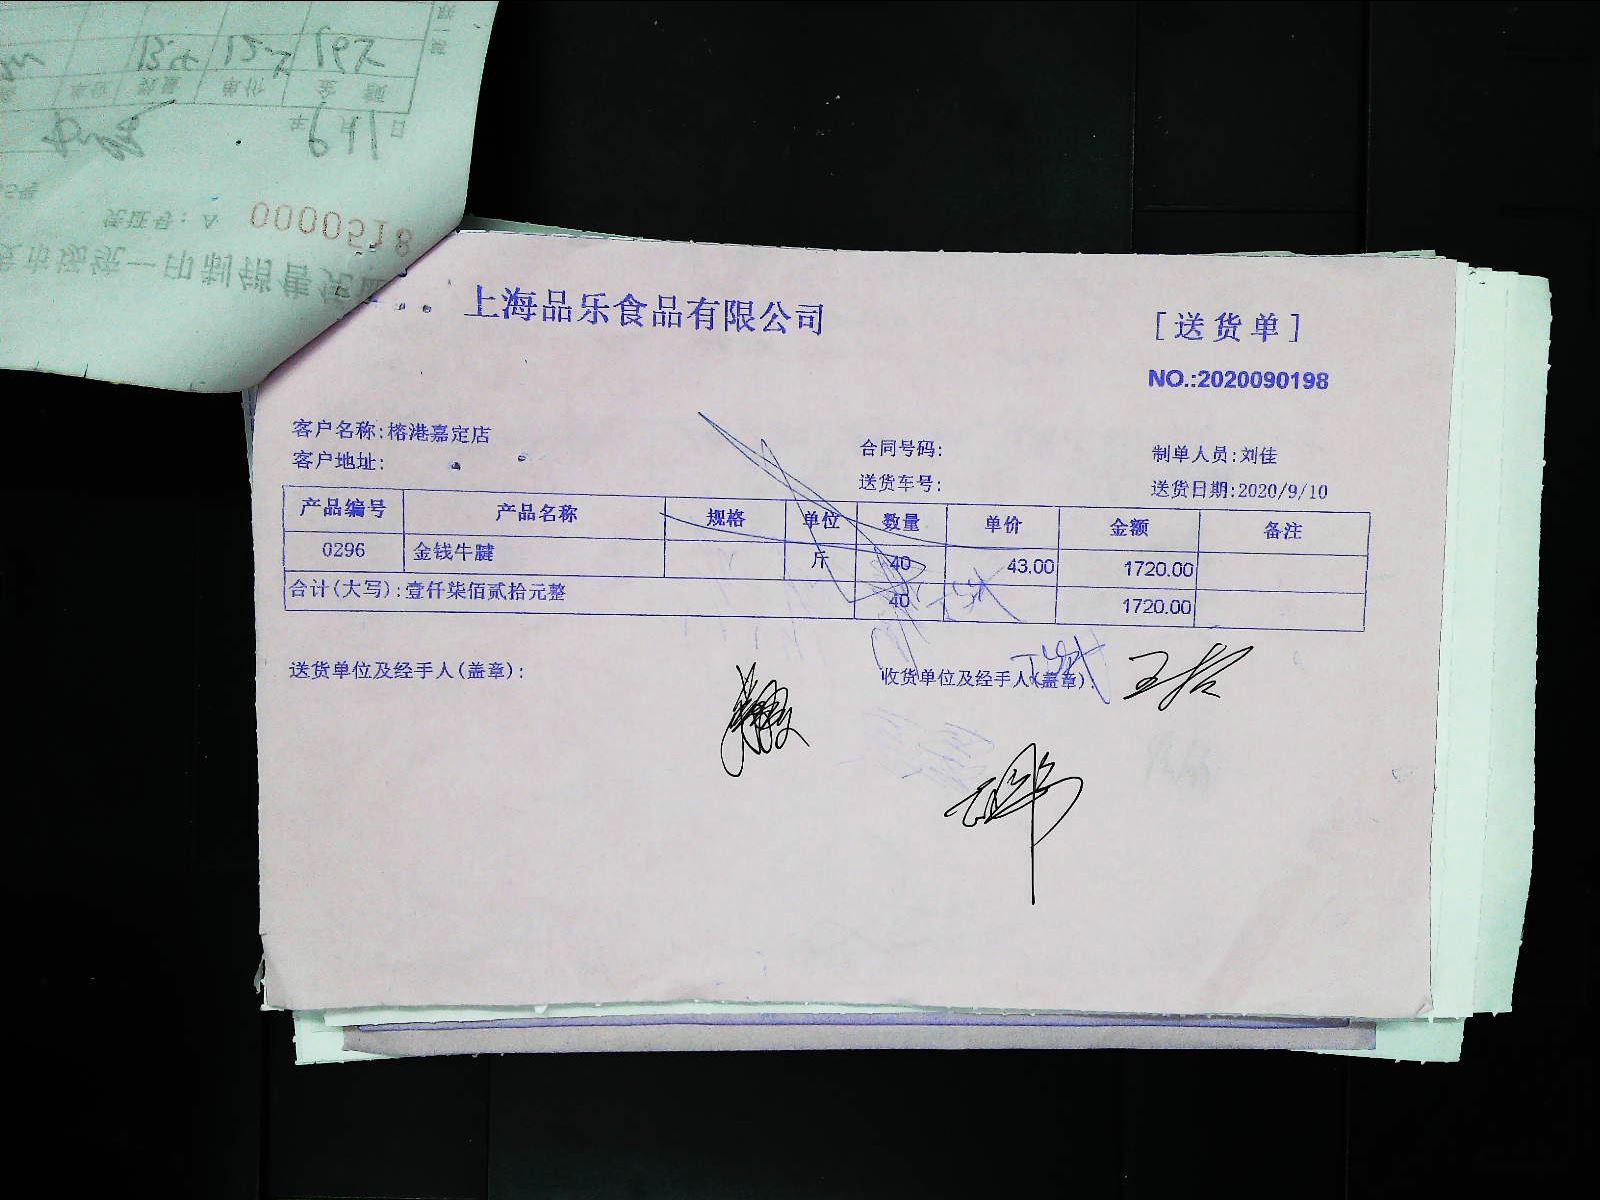 0000518
上海品乐食品有限公司
[送货单]
NO.:2020090198
客户名称:榕港嘉定店
合同号码:
制单人员:刘佳
客户地址:
送货车号:
送货日期:2020/9/10
产品编号 产品名称 规格 单位 数量 单价 金额 备注
0296 金钱牛腱 斤 40 43.00 1720.00
合计(大写):壹仟柒佰贰拾元整 40 1720.00
送货单位及经手人(盖章):
收货单位及经手人(盖章):